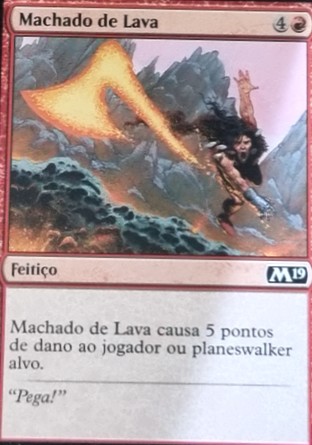 Machado de Lava 4
Feitiço M19
Machado de Lava causa 5 pontos
de dano ao jogador ou planeswalker
alvo.
“Pega!”